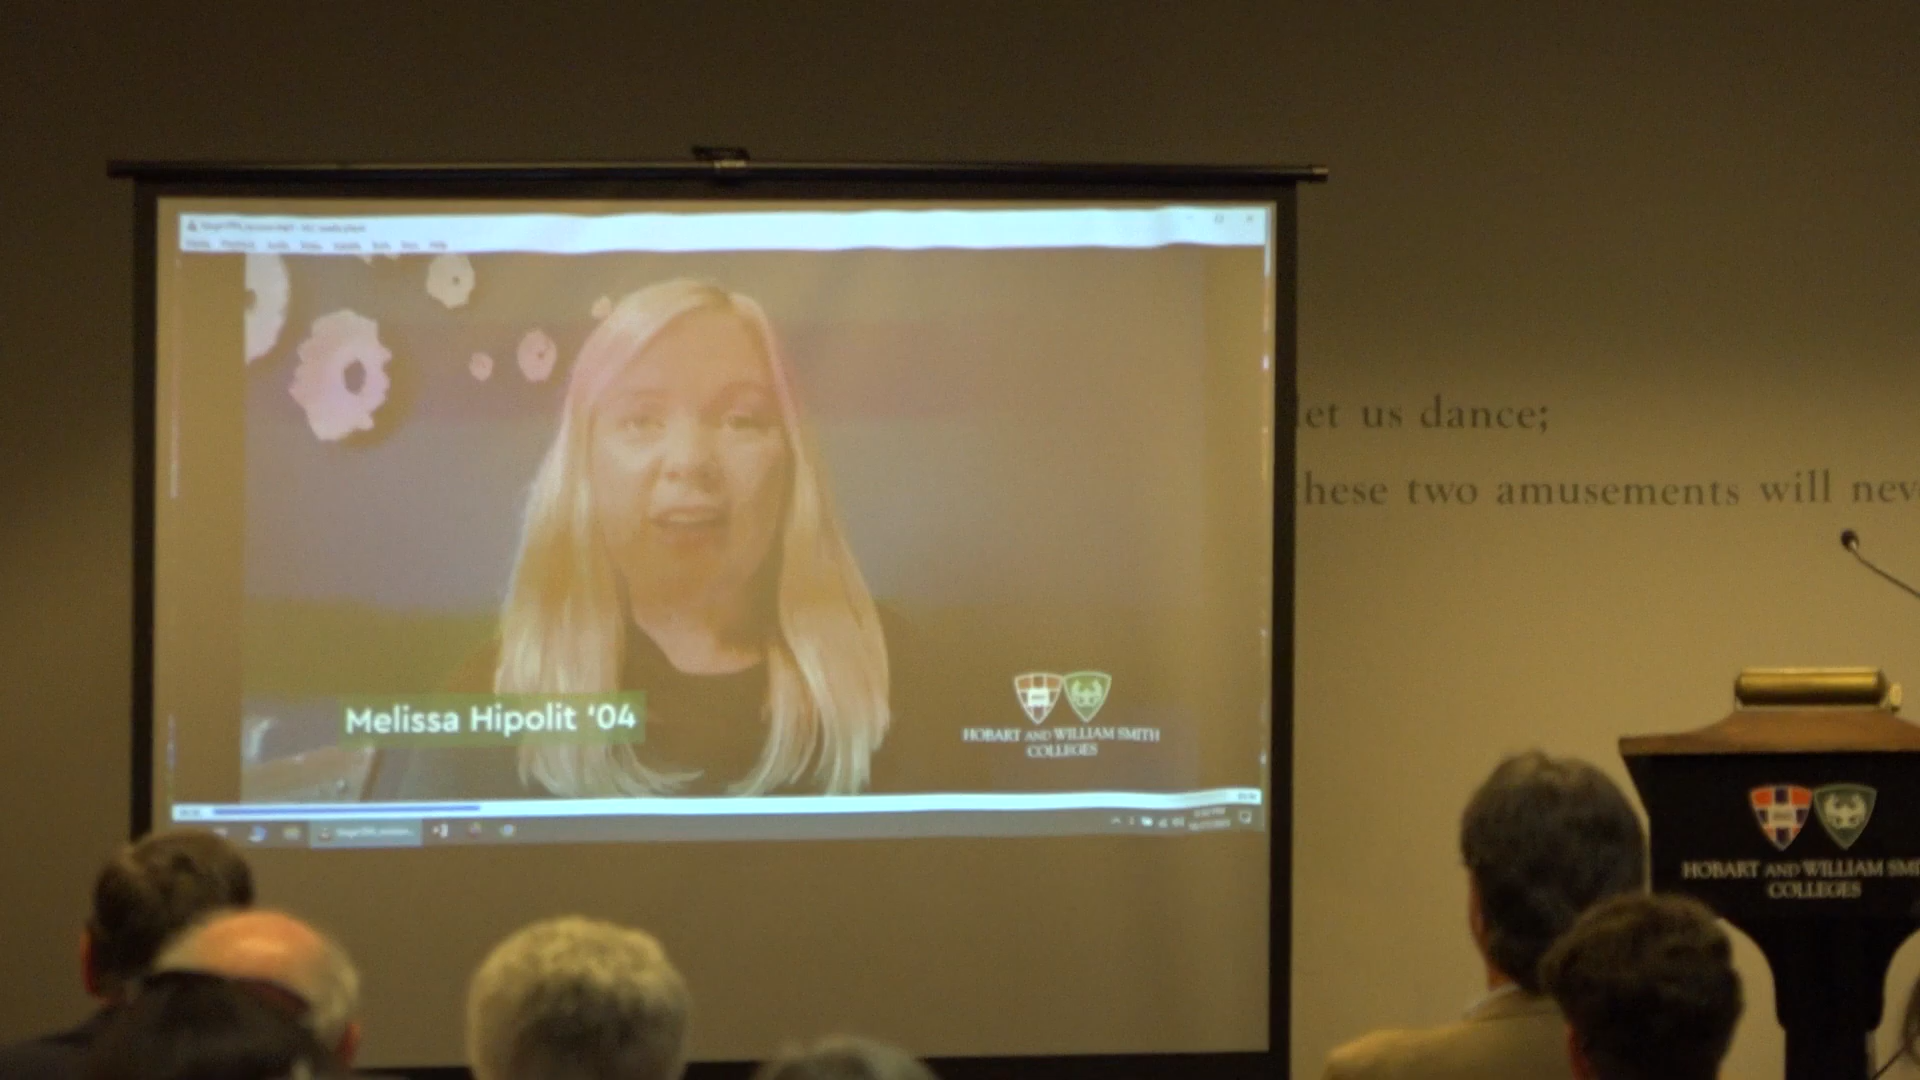 let us dance;
these two amusements will nev
Melissa Hipolit ‘04
HOBART AND WILLIAM SMITH
COLLEGES
HOBART AND WILLIAM SMI
COLLEGES